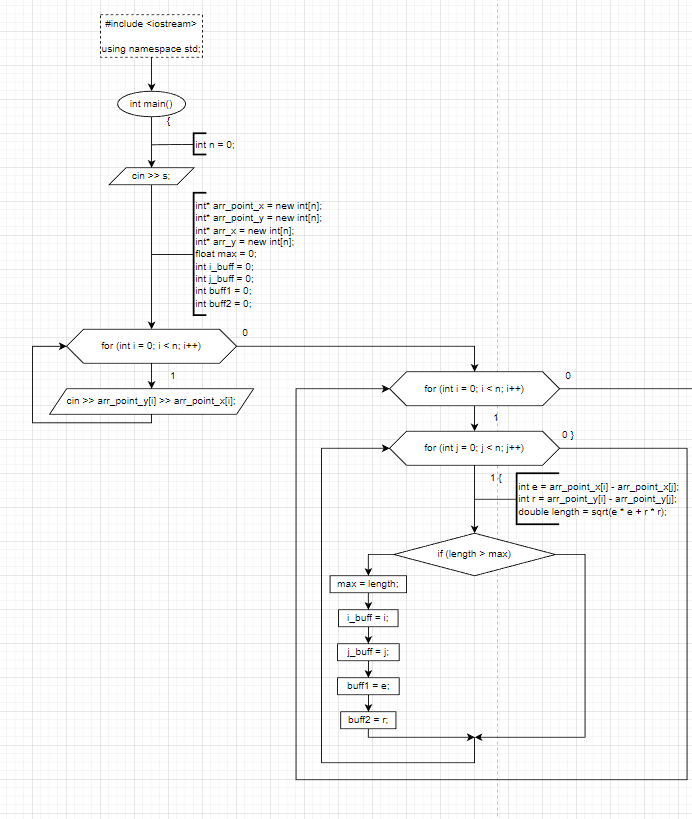 #include <iostream>
using namespace std;
int main()
{
int n = 0;
cin >> s;
int* arr_point_x = new int[n];
int* arr_point_y = new int[n];
int* arr_x = new int[n];
int* arr_y = new int[n];
float max = 0;
int i_buff = 0;
int j_buff = 0;
int buff1 = 0;
int buff2 = 0;
for (int i = 0; i < n; i++)
0
1
cin >> arr_point_y[i] >> arr_point_x[i];
for (int i = 0; i < n; i++)
0
1
for (int j = 0; j < n; j++)
0 }
1 {
int e = arr_point_x[i] - arr_point_x[j];
int r = arr_point_y[i] - arr_point_y[j];
double length = sqrt(e * e + r * r);
if (length > max)
max = length;
i_buff = i;
j_buff = j;
buff1 = e;
buff2 = r;